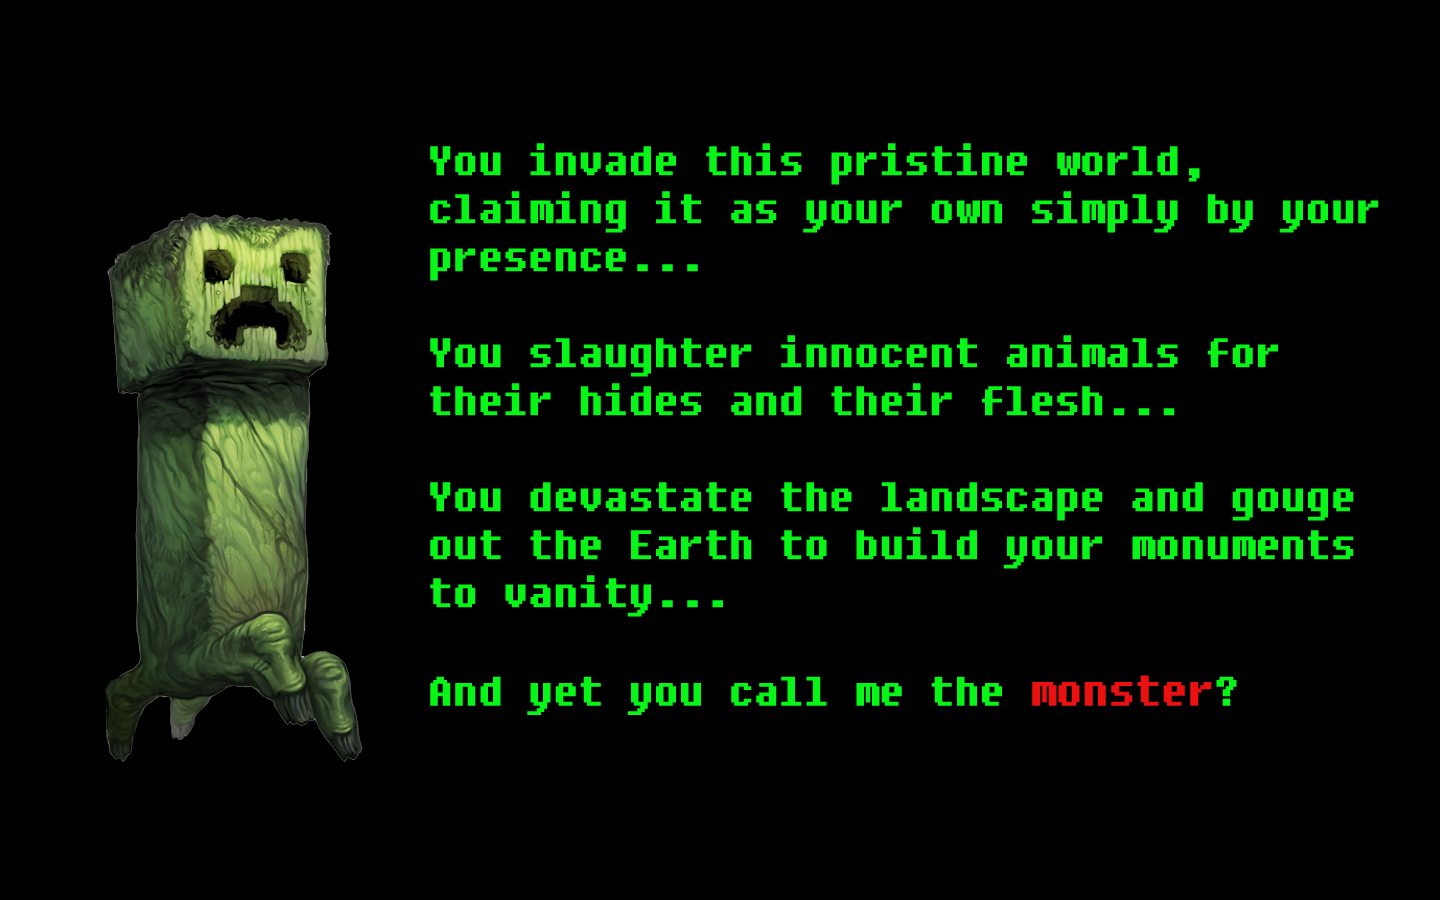 You invade this pristine world,
claiming it as your own simply by your
presence...
You slaughter innocent animals for
their hides and their flesh...
You devastate the landscape and gouge
out the Earth to build your monuments
to vanity...
And yet you call me the monster?